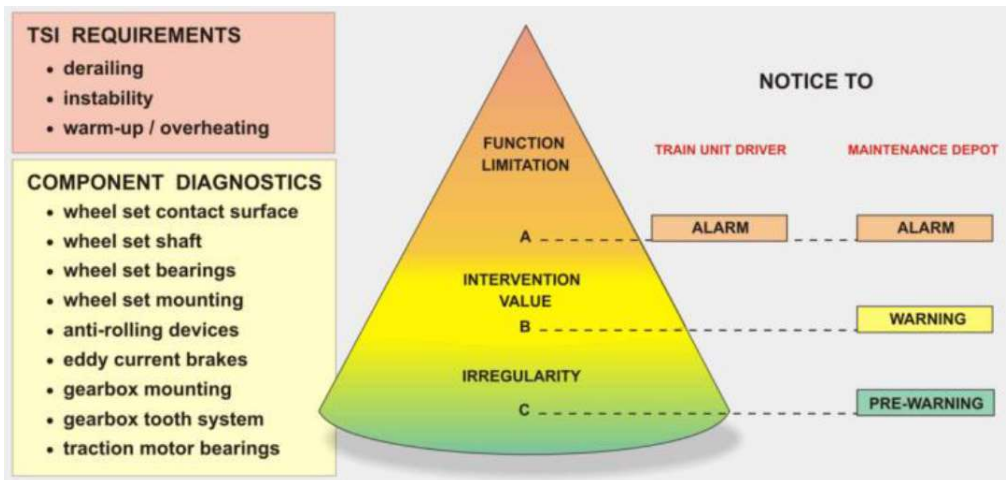 TSI REQUIREMENTS
• derailing
• instability
• warm-up / overheating
COMPONENT DIAGNOSTICS
• wheel set contact surface
• wheel set shaft
• wheel set bearings
• wheel set mounting
• anti-rolling devices
• eddy current brakes
• gearbox mounting
• gearbox tooth system
• traction motor bearings
FUNCTION
LIMITATION
A
INTERVENTION
VALUE
B
IRREGULARITY
C
NOTICE TO
TRAIN UNIT DRIVER
MAINTENANCE DEPOT
ALARM
ALARM
WARNING
PRE-WARNING